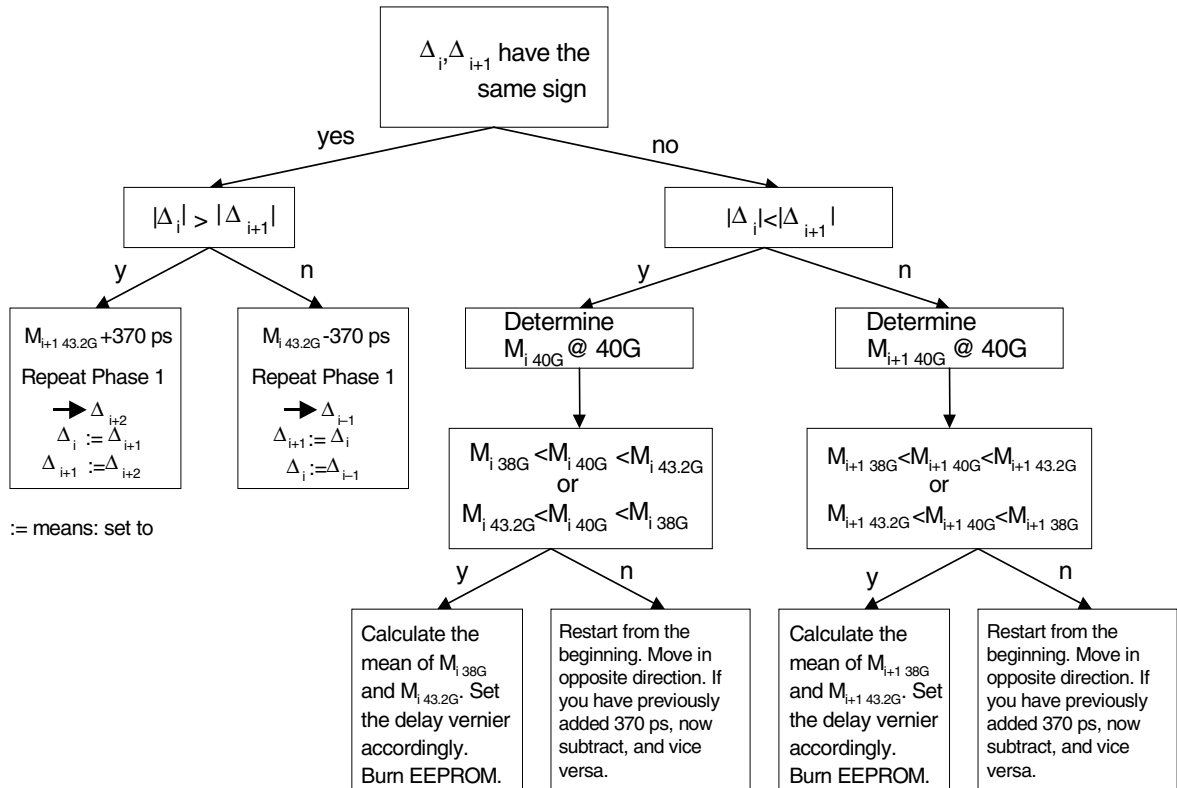 Δi,Δi+1 have the
same sign
yes
no
|Δi| > |Δi+1|
|Δi|<|Δi+1|
y
n
y
n
Mi+1 43.2G+370 ps
Repeat Phase 1
→ Δi+2
Δi := Δi+1
Δi+1 :=Δi+2
Mi 43.2G-370 ps
Repeat Phase 1
→ Δi–1
Δi+1:= Δi
Δi :=Δi–1
Determine
Mi 40G @ 40G
Determine
Mi+1 40G @ 40G
Mi 38G <Mi 40G <Mi 43.2G
or
Mi 43.2G<Mi 40G <Mi 38G
Mi+1 38G<Mi+1 40G<Mi+1 43.2G
or
Mi+1 43.2G<Mi+1 40G<Mi+1 38G
:= means: set to
y
n
y
n
Calculate the
mean of Mi 38G
and Mi 43.2G. Set
the delay vernier
accordingly.
Burn EEPROM.
Restart from the
beginning. Move in
opposite direction. If
you have previously
added 370 ps, now
subtract, and vice
versa.
Calculate the
mean of Mi+1 38G
and Mi+1 43.2G. Set
the delay vernier
accordingly.
Burn EEPROM.
Restart from the
beginning. Move in
opposite direction. If
you have previously
added 370 ps, now
subtract, and vice
versa.